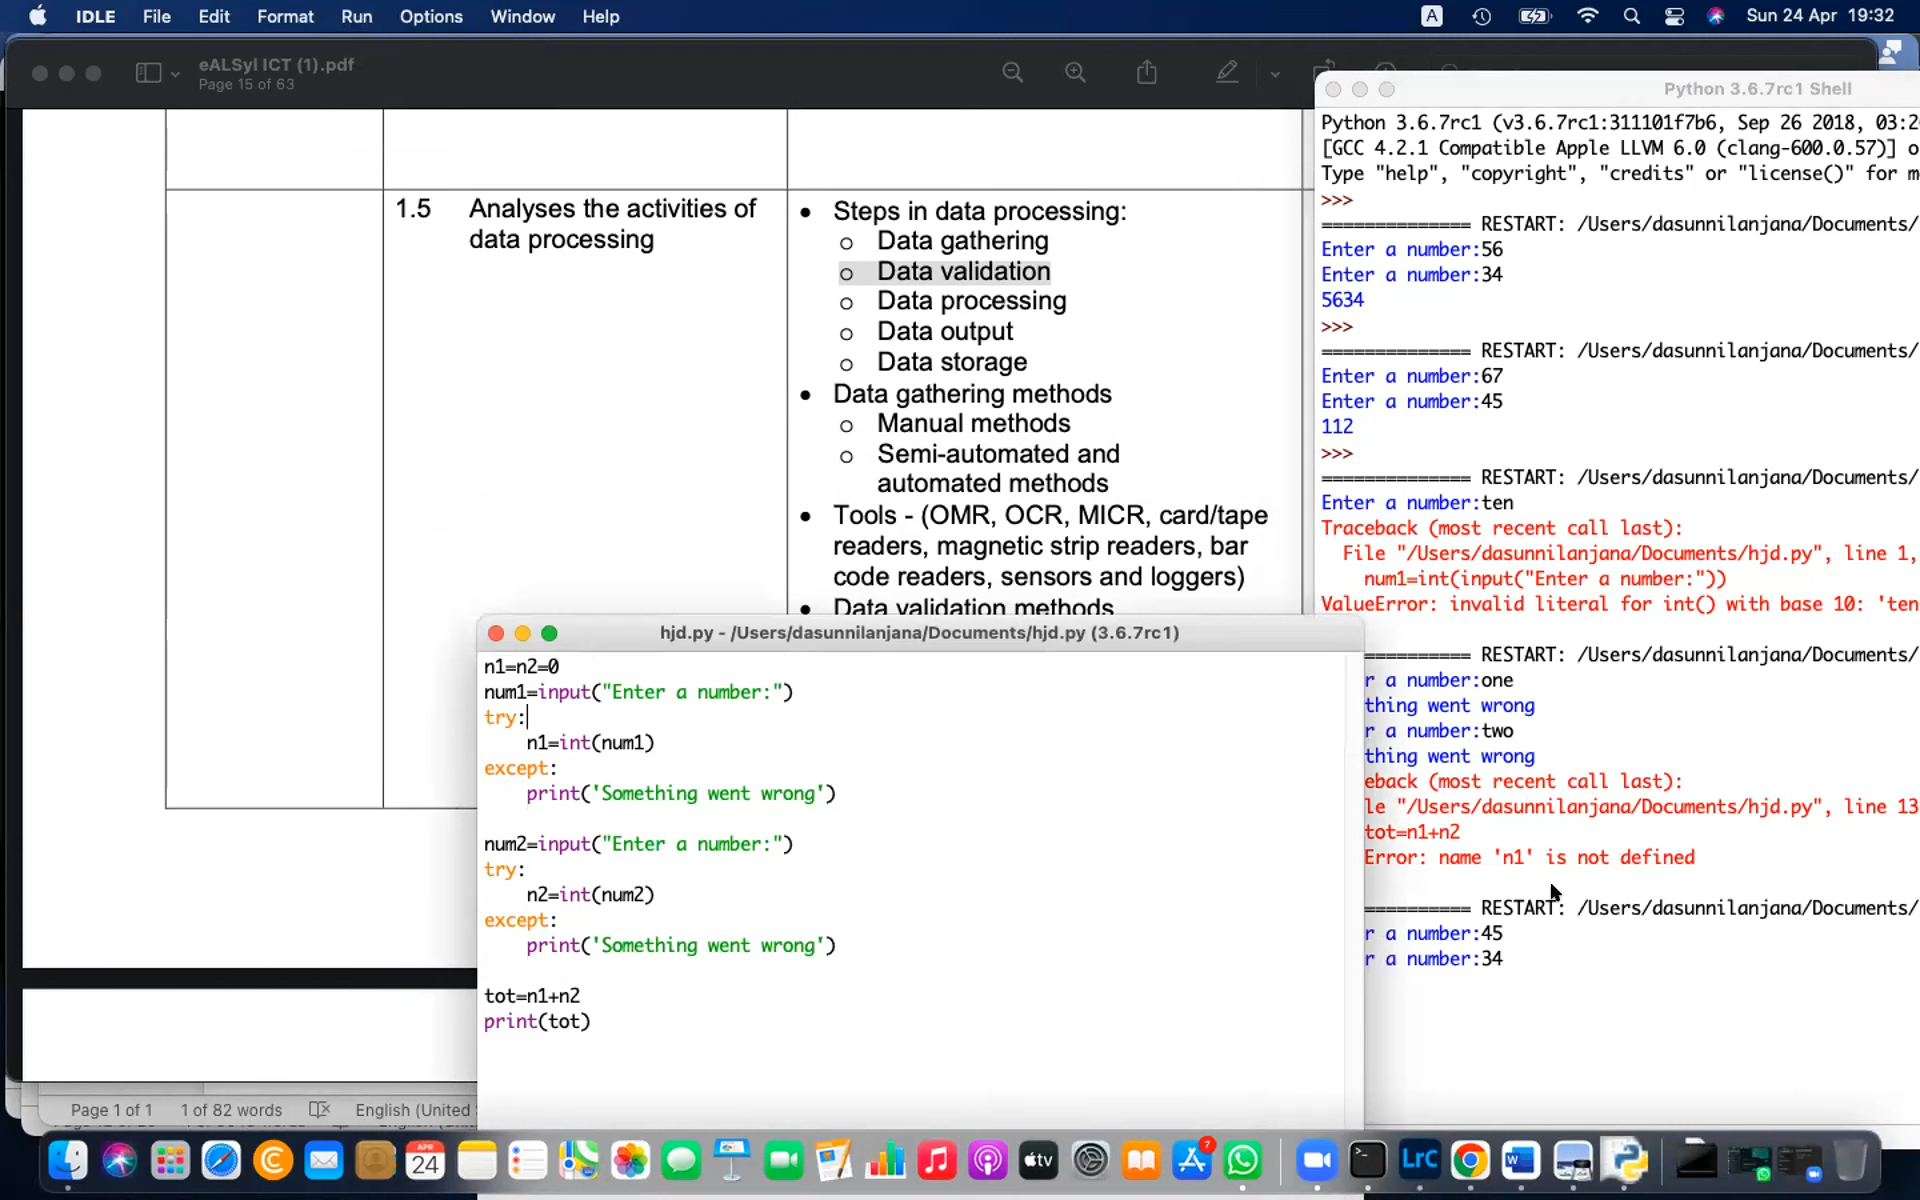 IDLE File Edit Format Run Options Window Help
A
Sun 24 Apr 19:32
eALSyl ICT (1).pdf
Page 15 of 63
1.5 Analyses the activities of
data processing
• Steps in data processing:
o Data gathering
o Data validation
o Data processing
o Data output
o Data storage
• Data gathering methods
o Manual methods
o Semi-automated and
automated methods
• Tools - (OMR, OCR, MICR, card/tape
readers, magnetic strip readers, bar
code readers, sensors and loggers)
• Data validation methods
Python 3.6.7rc1 Shell
Python 3.6.7rc1 (v3.6.7rc1:311101f7b6, Sep 26 2018, 03:2
[GCC 4.2.1 Compatible Apple LLVM 6.0 (clang-600.0.57)] o
Type "help", "copyright", "credits" or "license()" for m
>>>
============== RESTART: /Users/dasunnilanjana/Documents/
Enter a number:56
Enter a number:34
5634
>>>
============== RESTART: /Users/dasunnilanjana/Documents/
Enter a number:67
Enter a number:45
112
>>>
============== RESTART: /Users/dasunnilanjana/Documents/
Enter a number:ten
Traceback (most recent call last):
File "/Users/dasunnilanjana/Documents/hjd.py", line 1,
num1=int(input("Enter a number:"))
ValueError: invalid literal for int() with base 10: 'ten
========== RESTART: /Users/dasunnilanjana/Documents/
r a number:one
thing went wrong
r a number:two
thing went wrong
eback (most recent call last):
le "/Users/dasunnilanjana/Documents/hjd.py", line 13
tot=n1+n2
Error: name 'n1' is not defined
========== RESTART: /Users/dasunnilanjana/Documents/
r a number:45
r a number:34
hjd.py - /Users/dasunnilanjana/Documents/hjd.py (3.6.7rc1)
n1=n2=0
num1=input("Enter a number:")
try:
n1=int(num1)
except:
print('Something went wrong')
num2=input("Enter a number:")
try:
n2=int(num2)
except:
print('Something went wrong')
tot=n1+n2
print(tot)
Page 1 of 1 1 of 82 words English (United
APR
24
tv
7
LrC
W